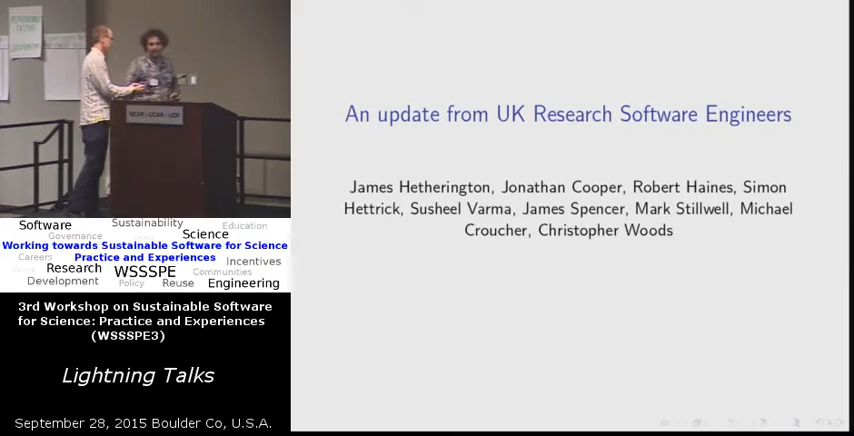 NCAR - UCAR - UCP
Software
Sustainability
Education
Governance
Science
Working towards Sustainable Software for Science
Practice and Experiences
Careers
Incentives
Research
WSSSPE
Communities
Development
Policy
Reuse
Engineering
3rd Workshop on Sustainable Software
for Science: Practice and Experiences
(WSSSPE3)
Lightning Talks
September 28, 2015 Boulder Co, U.S.A.
An update from UK Research Software Engineers
James Hetherington, Jonathan Cooper, Robert Haines, Simon
Hettrick, Susheel Varma, James Spencer, Mark Stillwell, Michael
Croucher, Christopher Woods